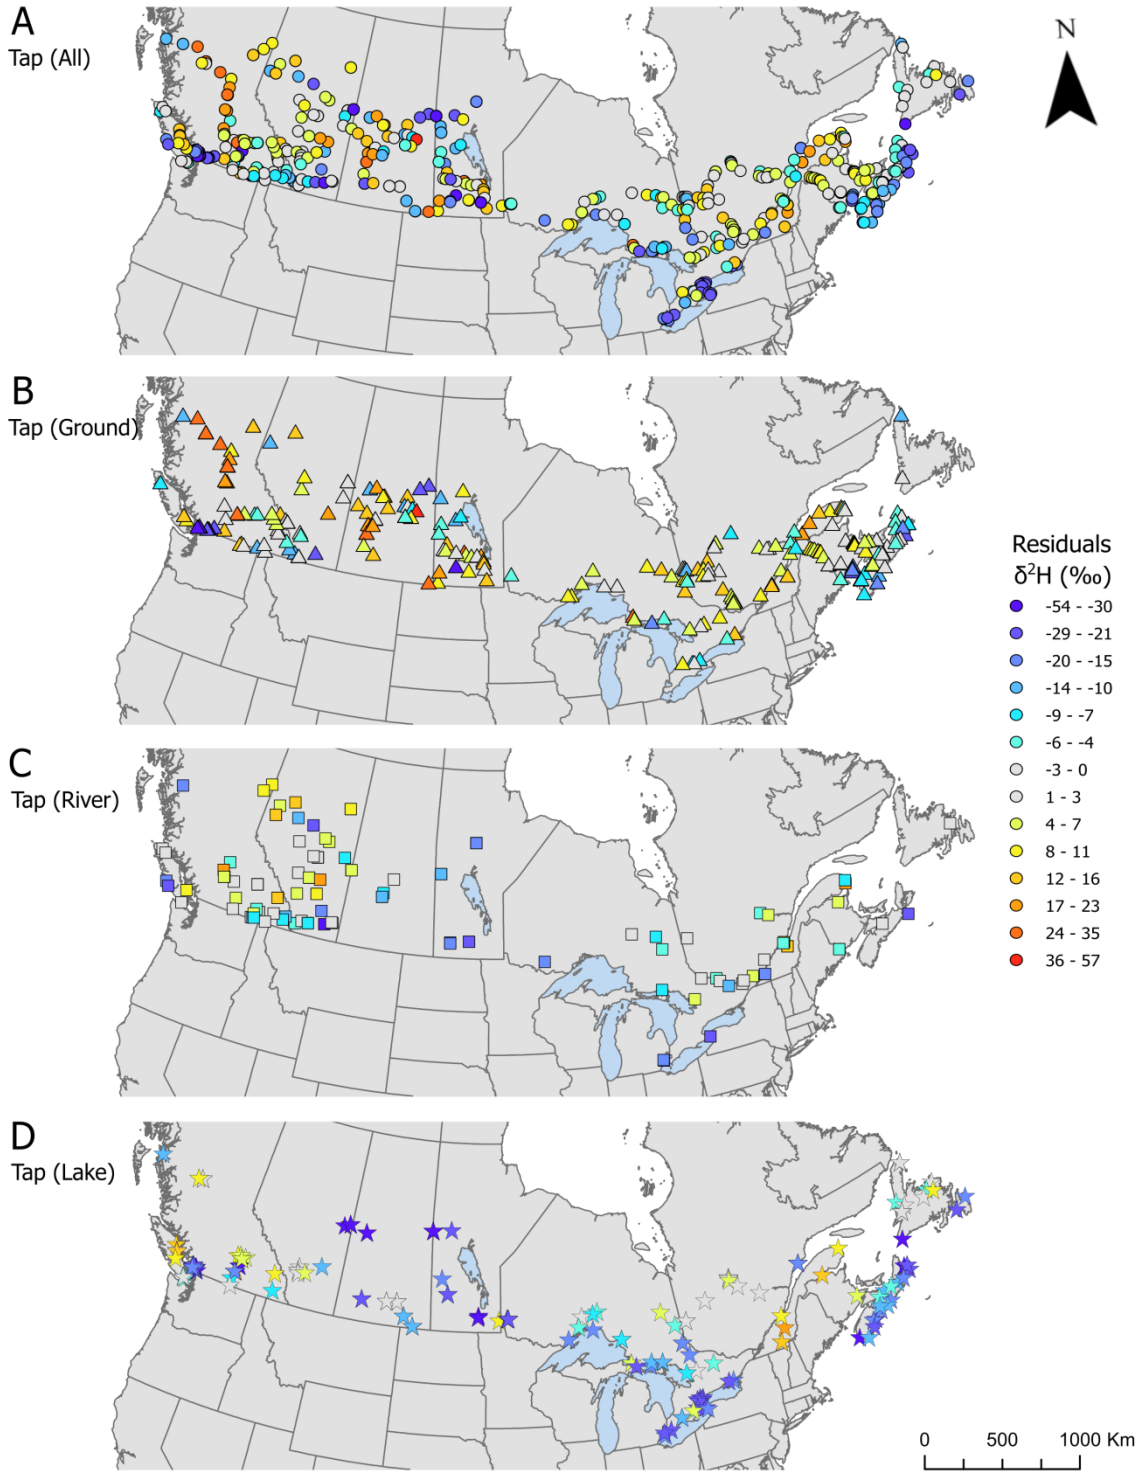 A
Tap (All)
N
B
Tap (Ground)
Residuals
δ²H (‰)
-54 - -30
-29 - -21
-20 - -15
-14 - -10
-9 - -7
-6 - -4
-3 - 0
1 - 3
4 - 7
8 - 11
12 - 16
17 - 23
24 - 35
36 - 57
C
Tap (River)
D
Tap (Lake)
0 500 1000 Km